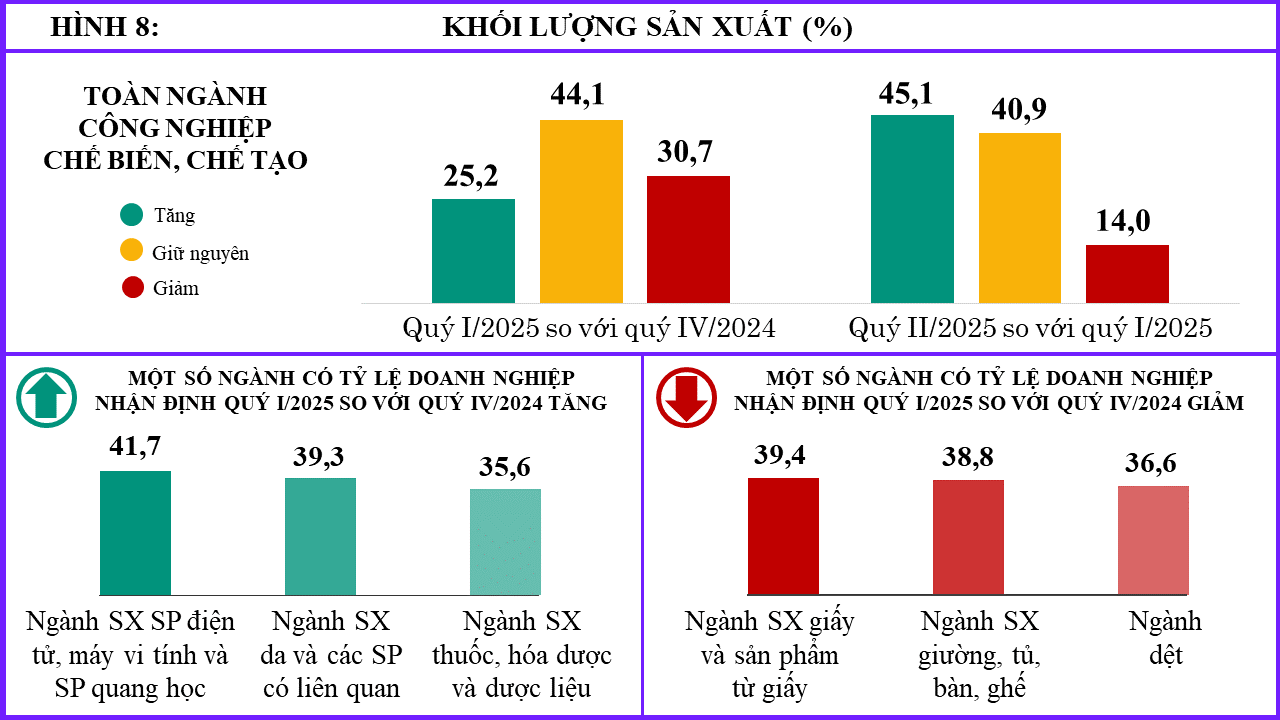 HÌNH 8:
KHỐI LƯỢNG SẢN XUẤT (%)
TOÀN NGÀNH
CÔNG NGHIỆP
CHẾ BIẾN, CHẾ TẠO
Tăng
Giữ nguyên
Giảm
25,2
44,1
30,7
45,1
40,9
14,0
Quý I/2025 so với quý IV/2024
Quý II/2025 so với quý I/2025
MỘT SỐ NGÀNH CÓ TỶ LỆ DOANH NGHIỆP
NHẬN ĐỊNH QUÝ I/2025 SO VỚI QUÝ IV/2024 TĂNG
41,7
39,3
35,6
Ngành SX SP điện
tử, máy vi tính và
SP quang học
Ngành SX
da và các SP
có liên quan
Ngành SX
thuốc, hóa dược
và dược liệu
MỘT SỐ NGÀNH CÓ TỶ LỆ DOANH NGHIỆP
NHẬN ĐỊNH QUÝ I/2025 SO VỚI QUÝ IV/2024 GIẢM
39,4
38,8
36,6
Ngành SX giấy
và sản phẩm
từ giấy
Ngành SX
giường, tủ,
bàn, ghế
Ngành
dệt